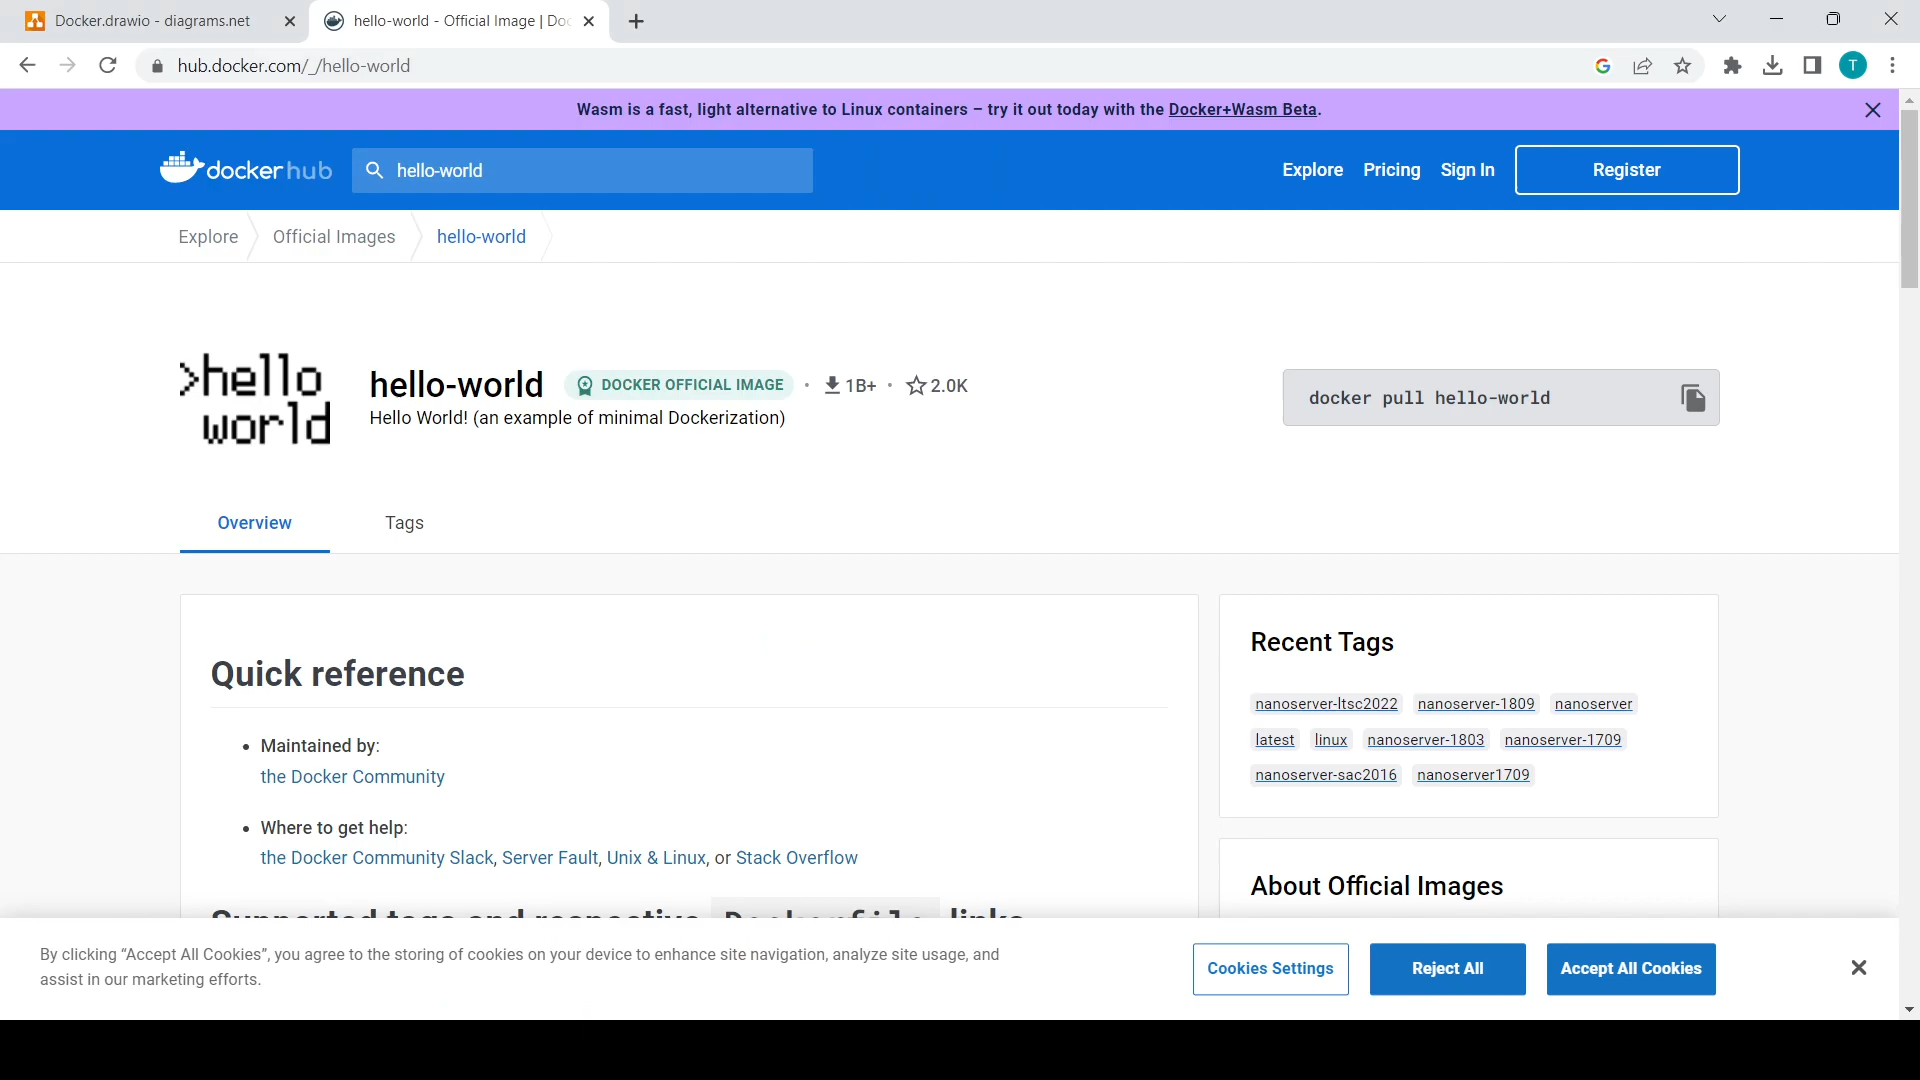 Docker.drawio - diagrams.net
hello-world - Official Image | Doc
hub.docker.com/_/hello-world
T
Wasm is a fast, light alternative to Linux containers – try it out today with the Docker+Wasm Beta.
docker hub
hello-world
Explore
Pricing
Sign In
Register
Explore
Official Images
hello-world
>hello
world
hello-world
DOCKER OFFICIAL IMAGE
• 1B+ • 2.0K
Hello World! (an example of minimal Dockerization)
docker pull hello-world
Overview
Tags
Quick reference
• Maintained by:
the Docker Community
• Where to get help:
the Docker Community Slack, Server Fault, Unix & Linux, or Stack Overflow
Supported tags and respective Dockerfile links
Recent Tags
nanoserver-ltsc2022 nanoserver-1809 nanoserver
latest linux nanoserver-1803 nanoserver-1709
nanoserver-sac2016 nanoserver1709
About Official Images
By clicking “Accept All Cookies”, you agree to the storing of cookies on your device to enhance site navigation, analyze site usage, and
assist in our marketing efforts.
Cookies Settings
Reject All
Accept All Cookies